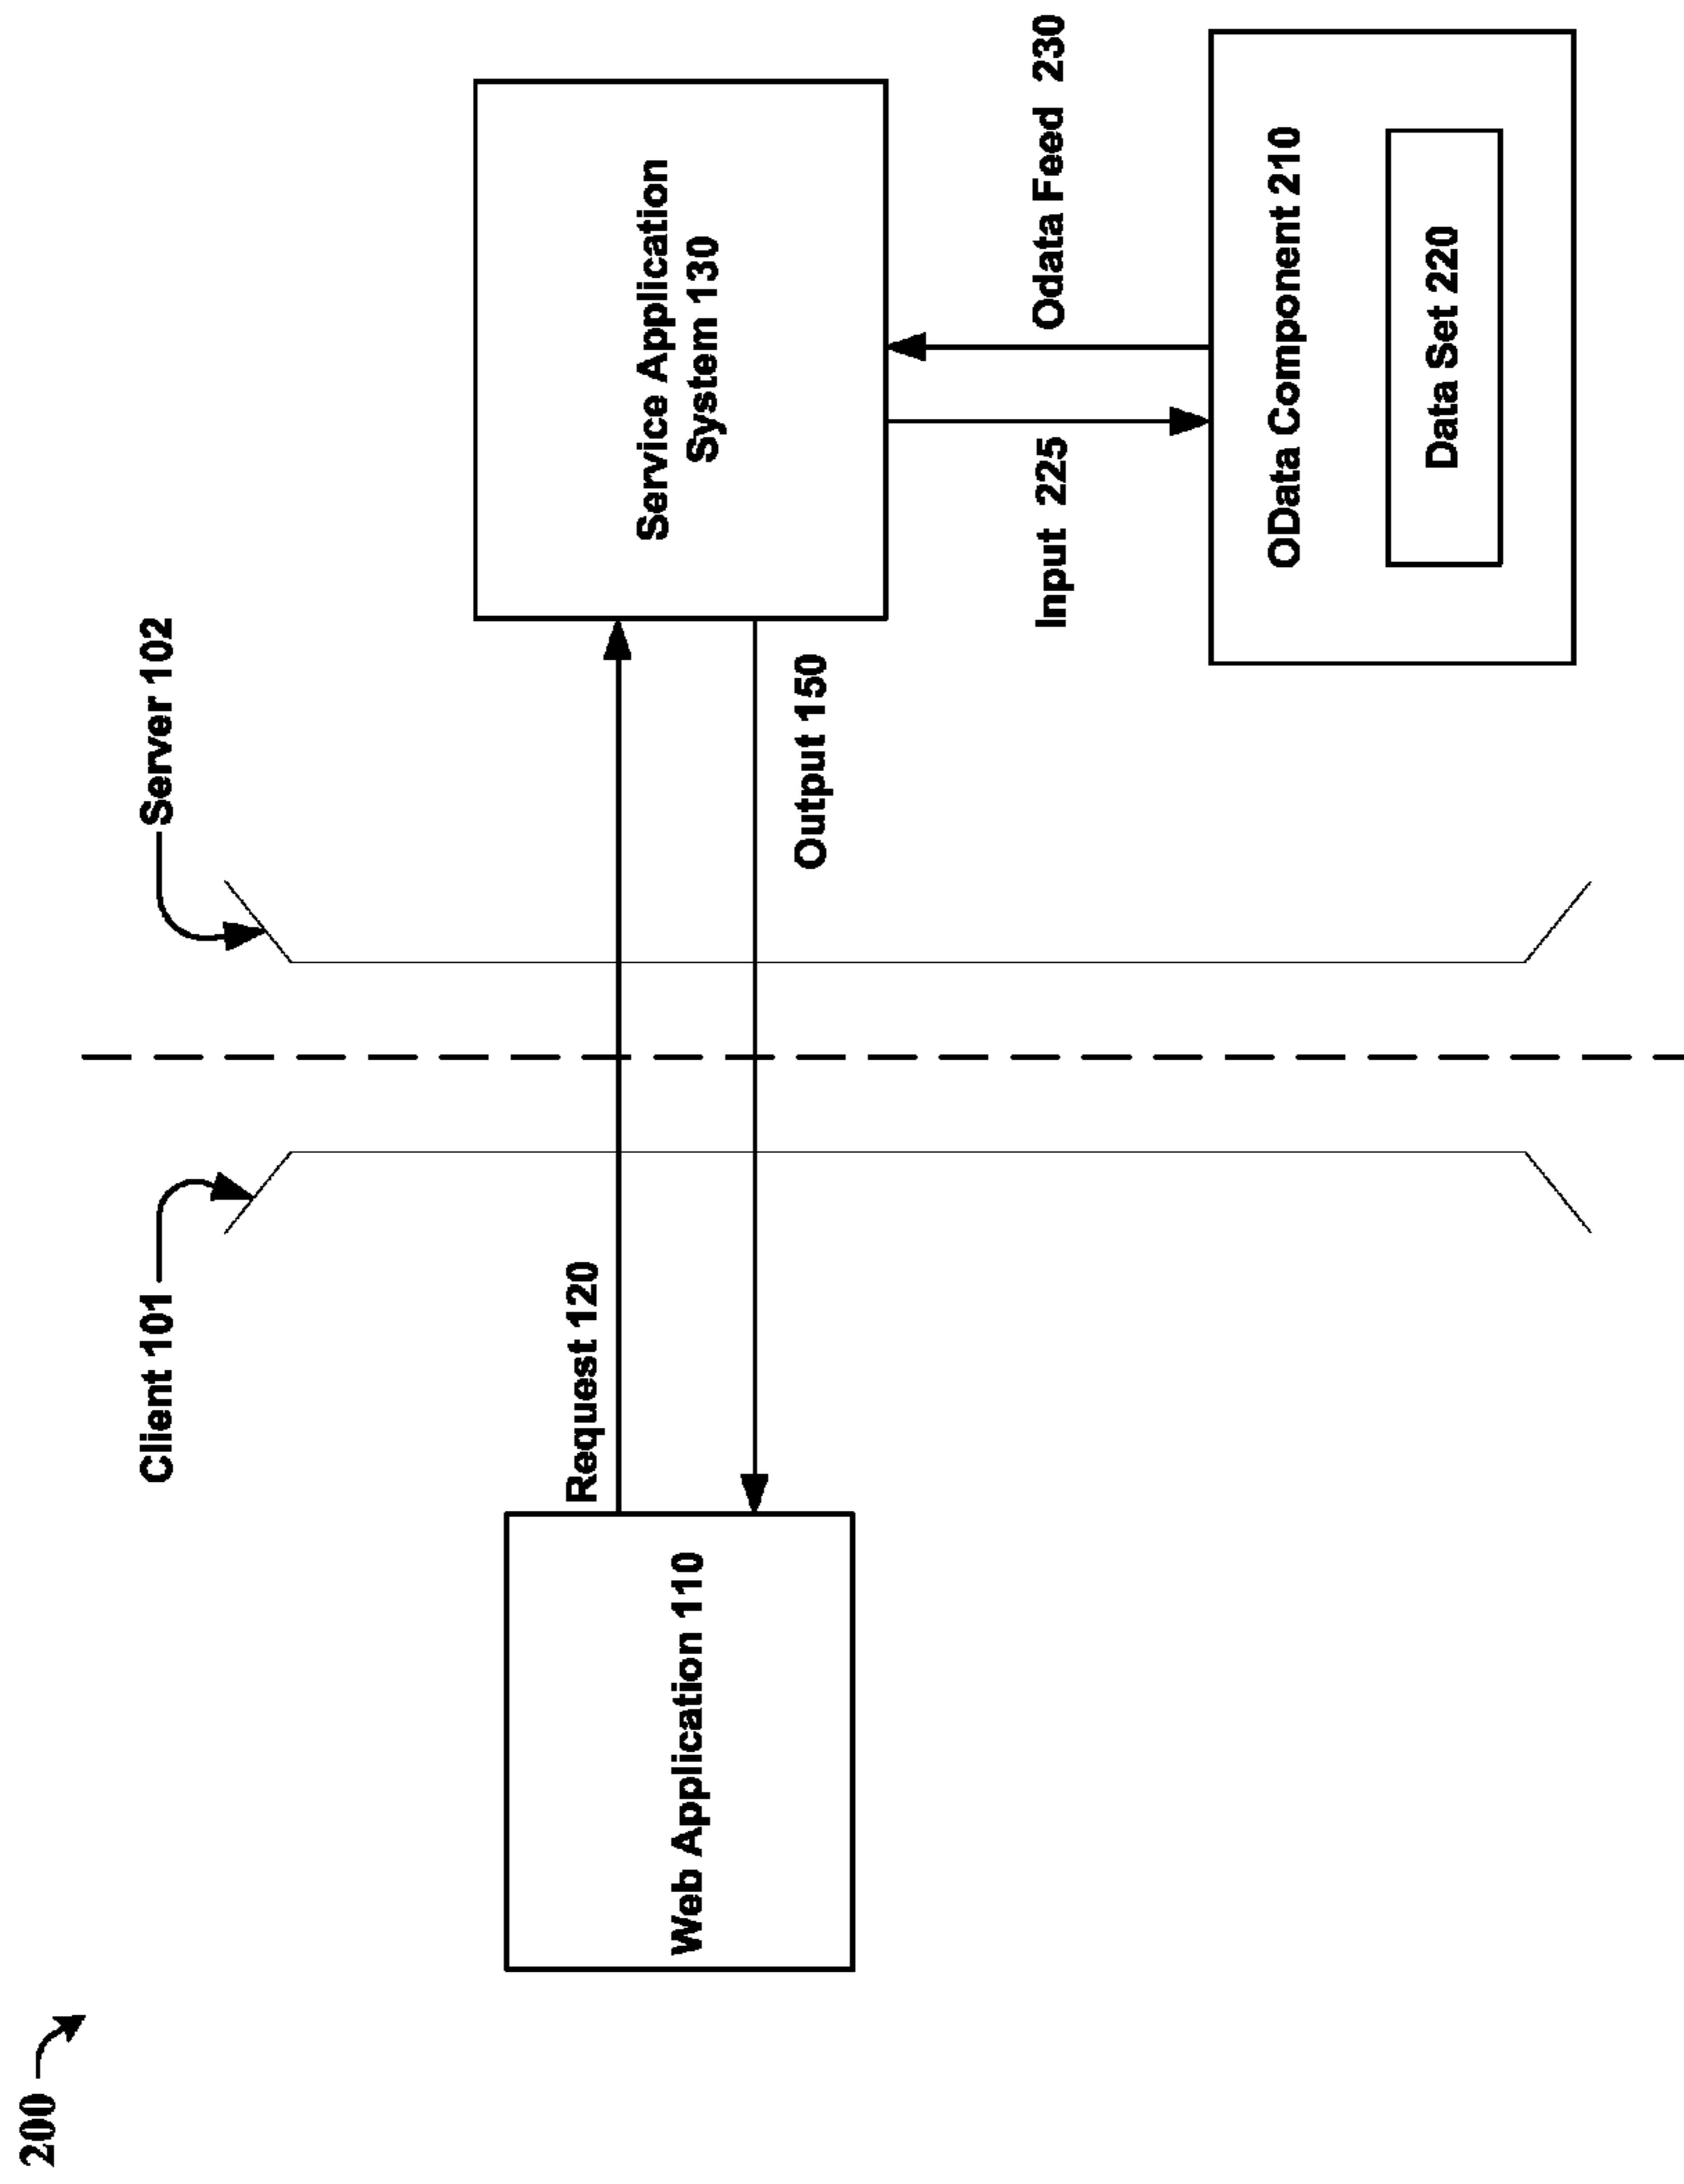 200
Client 101
Server 102
Web Application 110
Request 120
Output 150
Service Application
System 130
Input 225
Odata Feed 230
OData Component 210
Data Set 220